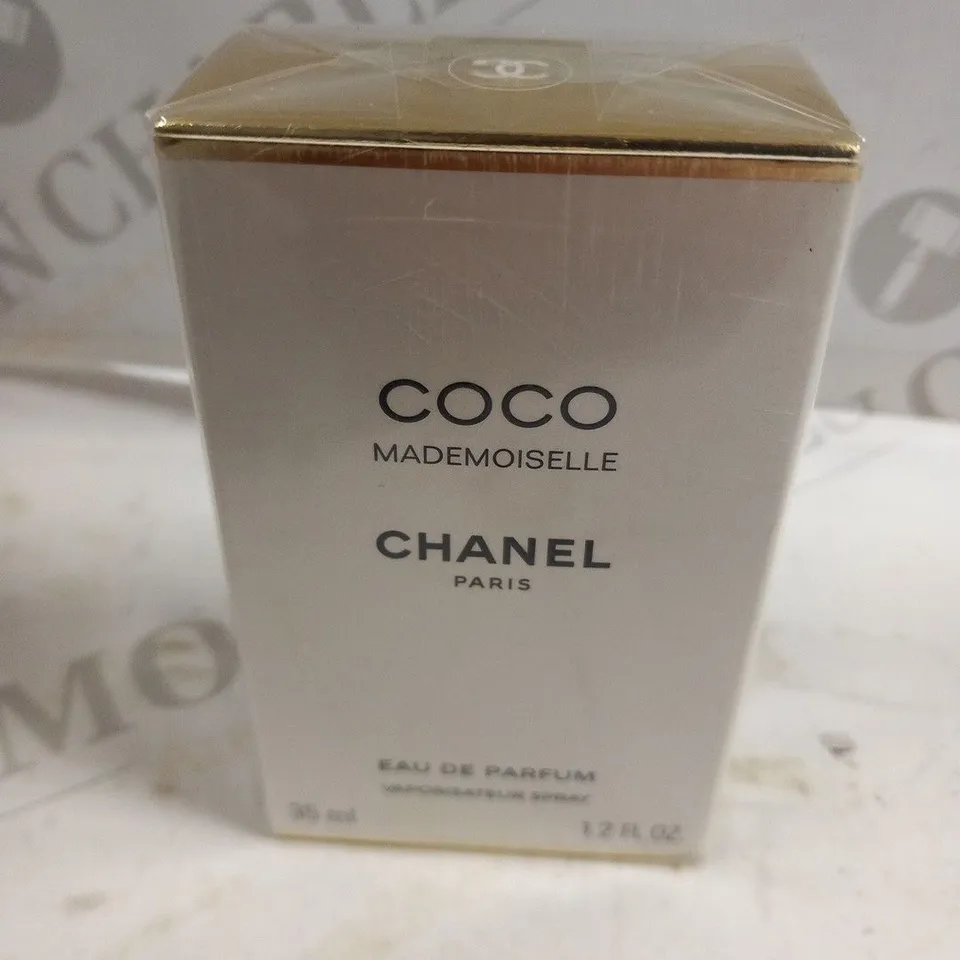 COCO
MADEMOISELLE
CHANEL
PARIS
EAU DE PARFUM
VAPORISATEUR SPRAY
35 ml 1.2 FL. OZ.